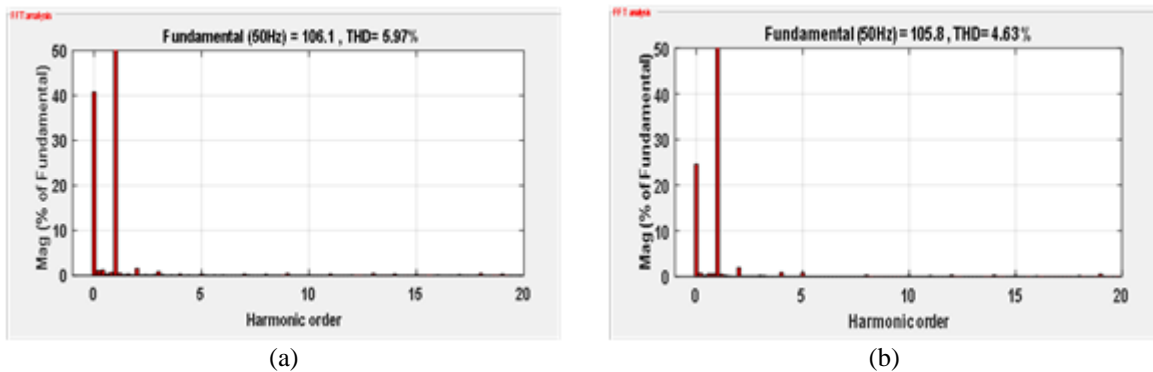 FFT analysis
Fundamental (50Hz) = 106.1 , THD= 5.97%
Mag (% of Fundamental)
50
40
30
20
10
0
0 5 10 15 20
Harmonic order
(a)
FFT analysis
Fundamental (50Hz) = 105.8 , THD= 4.63%
Mag (% of Fundamental)
50
40
30
20
10
0
0 5 10 15 20
Harmonic order
(b)